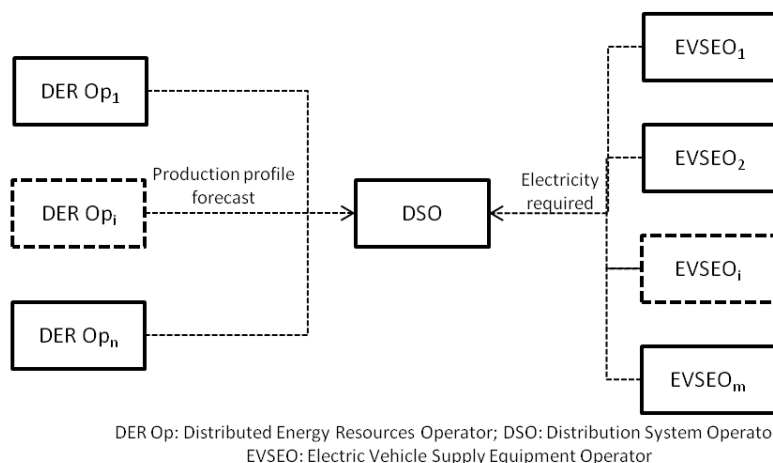 DER Op1
DER Opi
DER Opn
Production profile
forecast
DSO
Electricity
required
EVSEO1
EVSEO2
EVSEOi
EVSEOm
DER Op: Distributed Energy Resources Operator; DSO: Distribution System Operato
EVSEO: Electric Vehicle Supply Equipment Operator